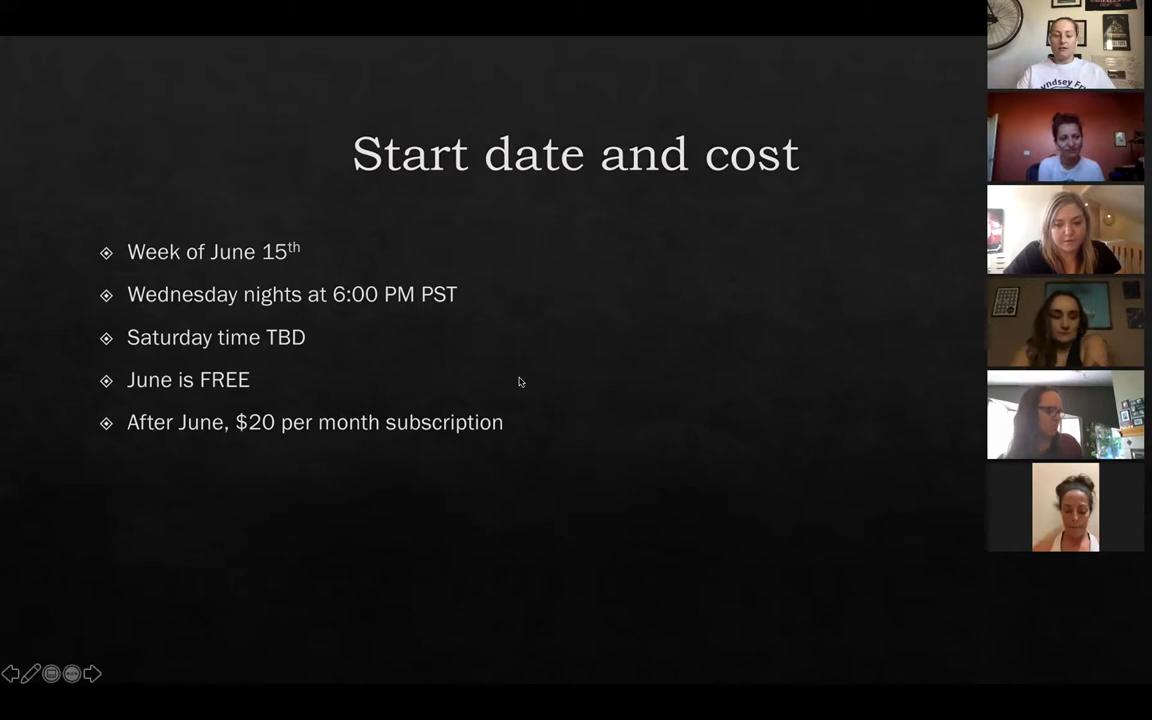 Start date and cost
Week of June 15th
Wednesday nights at 6:00 PM PST
Saturday time TBD
June is FREE
After June, $20 per month subscription